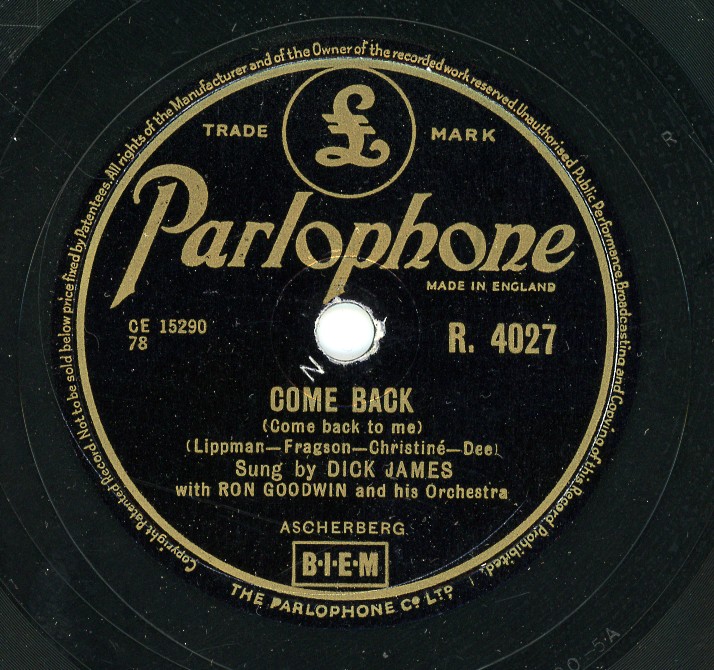 Copyright Patented Record. Not to be sold below price fixed by Patentees. All rights of the Manufacturer and of the Owner of the recorded work reserved. Unauthorised Public Performance, Broadcasting and Copying of this Record Prohibited.
TRADE £ MARK
Parlophone
MADE IN ENGLAND
CE 15290
78
R. 4027
N
COME BACK
(Come back to me)
(Lippman—Fragson—Christiné—Dee)
Sung by DICK JAMES
with RON GOODWIN and his Orchestra
ASCHERBERG
B·I·E·M
THE PARLOPHONE Co LTD
R